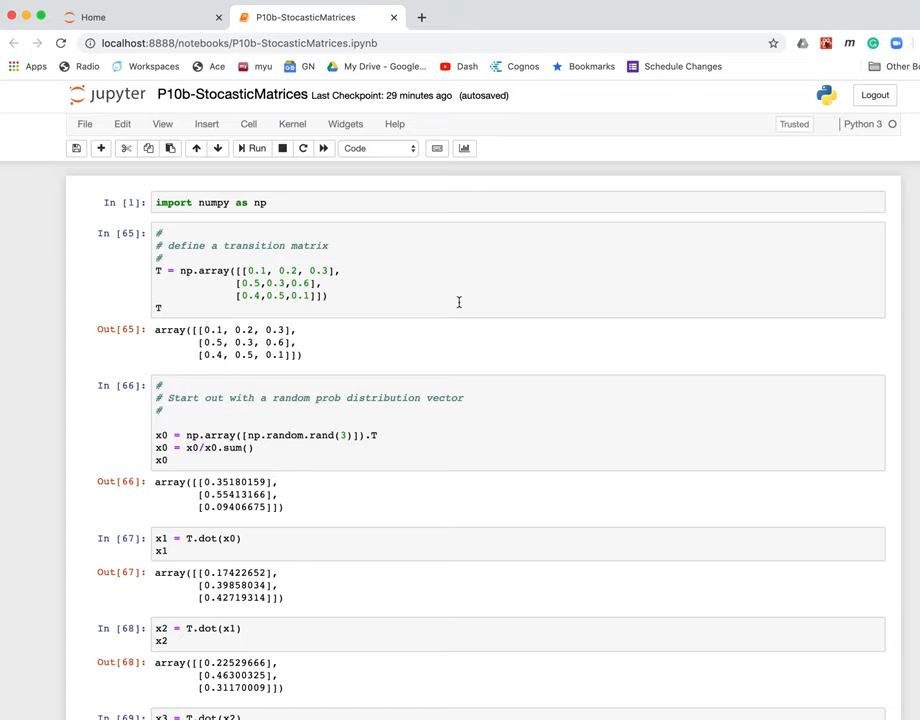 Home
P10b-StocasticMatrices
localhost:8888/notebooks/P10b-StocasticMatrices.ipynb
Apps Radio Workspaces Ace myu GN My Drive - Google... Dash Cognos Bookmarks Schedule Changes Other Bo
jupyter P10b-StocasticMatrices Last Checkpoint: 29 minutes ago (autosaved) Logout
File Edit View Insert Cell Kernel Widgets Help Trusted Python 3
Run Code
In [1]: import numpy as np
In [65]: #
# define a transition matrix
#
T = np.array([[0.1, 0.2, 0.3],
[0.5,0.3,0.6],
[0.4,0.5,0.1]])
T
Out[65]: array([[0.1, 0.2, 0.3],
[0.5, 0.3, 0.6],
[0.4, 0.5, 0.1]])
In [66]: #
# Start out with a random prob distribution vector
#
x0 = np.array([np.random.rand(3)]).T
x0 = x0/x0.sum()
x0
Out[66]: array([[0.35180159],
[0.55413166],
[0.09406675]])
In [67]: x1 = T.dot(x0)
x1
Out[67]: array([[0.17422652],
[0.39858034],
[0.42719314]])
In [68]: x2 = T.dot(x1)
x2
Out[68]: array([[0.22529666],
[0.46300325],
[0.31170009]])
In [69]: x3 = T.dot(x2)